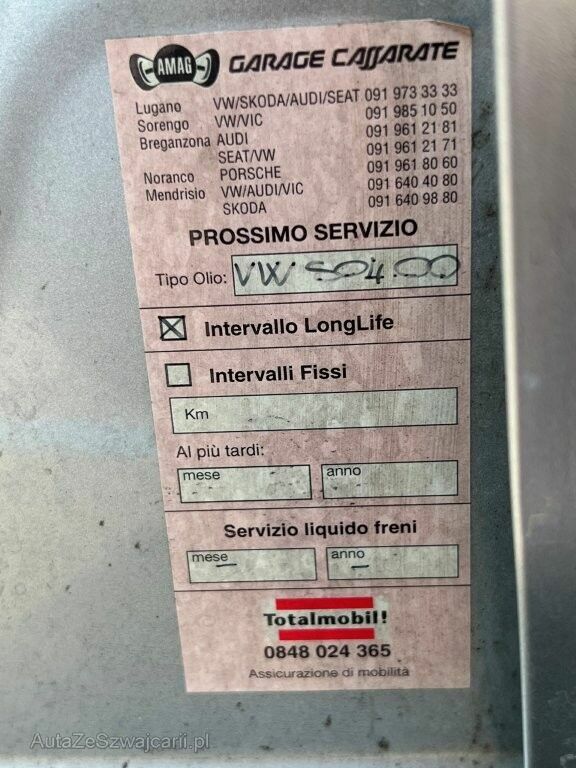 AMAG GARAGE CASSARATE
Lugano VW/SKODA/AUDI/SEAT 091 973 33 33
Sorengo VW/VIC 091 985 10 50
Breganzona AUDI 091 961 21 81
SEAT/VW 091 961 21 71
Noranco PORSCHE 091 961 80 60
Mendrisio VW/AUDI/VIC 091 640 40 80
SKODA 091 640 98 80
PROSSIMO SERVIZIO
Tipo Olio: VW 504.00
Intervallo LongLife
Intervalli Fissi
Km
Al più tardi:
mese anno
Servizio liquido freni
mese anno
Totalmobil!
0848 024 365
Assicurazione di mobilità
AutaZeSzwajcarii.pl